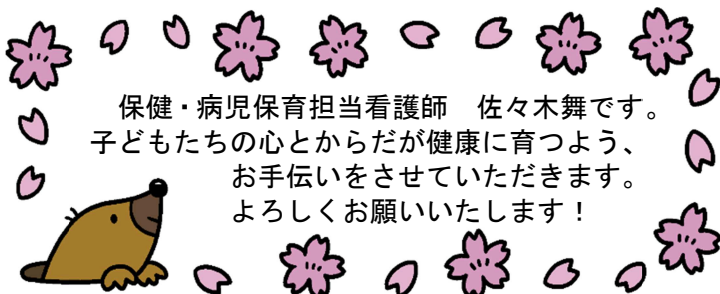 保健・病児保育担当看護師　佐々木舞です。
子どもたちの心とからだが健康に育つよう、
お手伝いをさせていただきます。
よろしくお願いいたします！